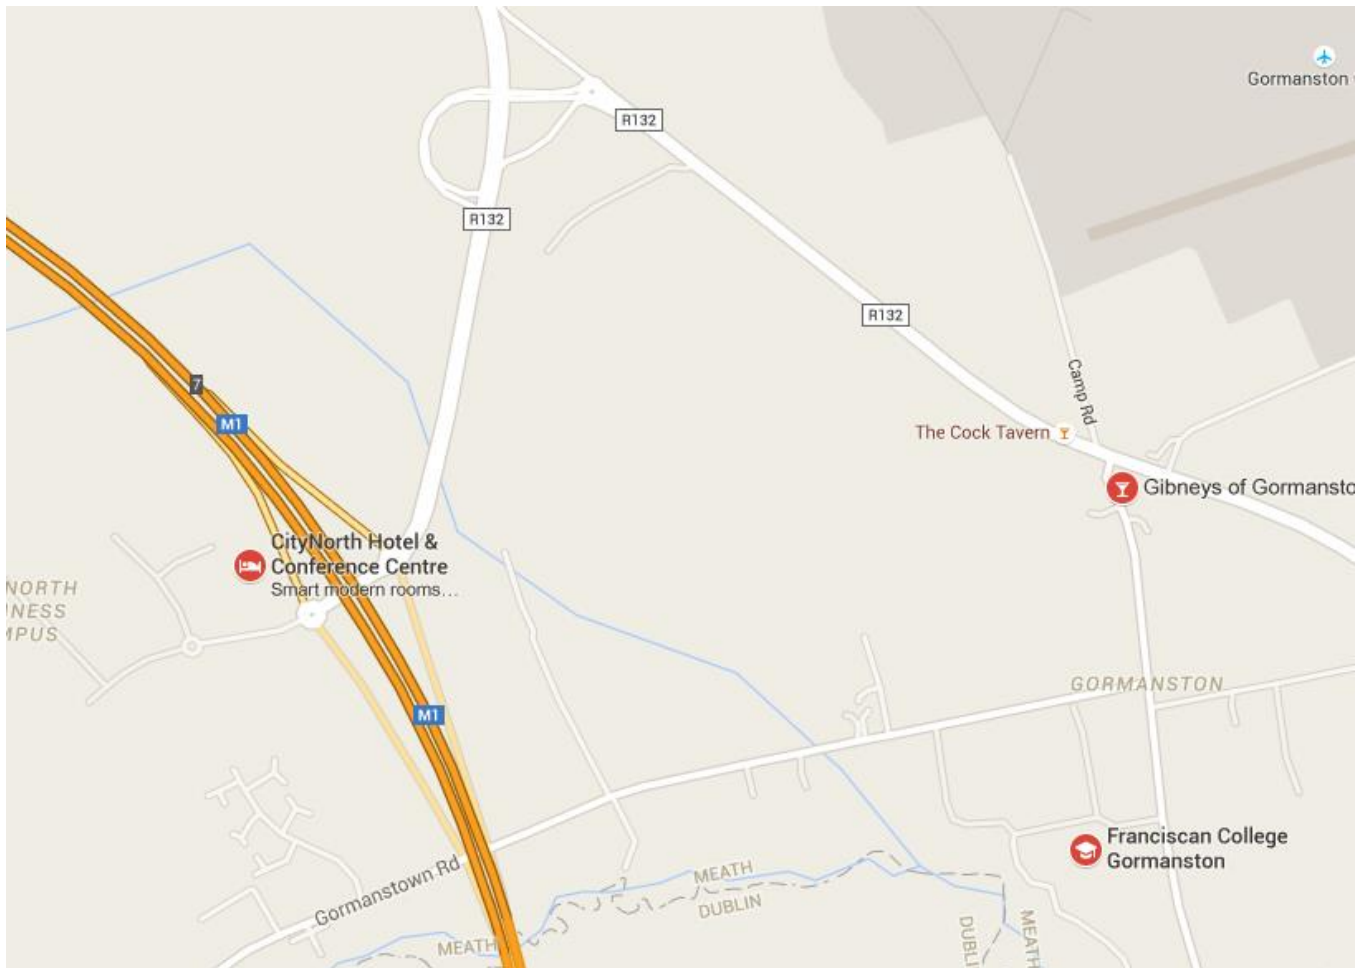 Gormanston
R132
R132
R132
7
M1
Camp Rd
The Cock Tavern
Gibneys of Gormansto
CityNorth Hotel &
Conference Centre
Smart modern rooms...
NORTH
INESS
MPUS
GORMANSTON
M1
Franciscan College
Gormanston
Gormanstown Rd
MEATH
DUBLIN
MEATH
DUBLI
MEATH